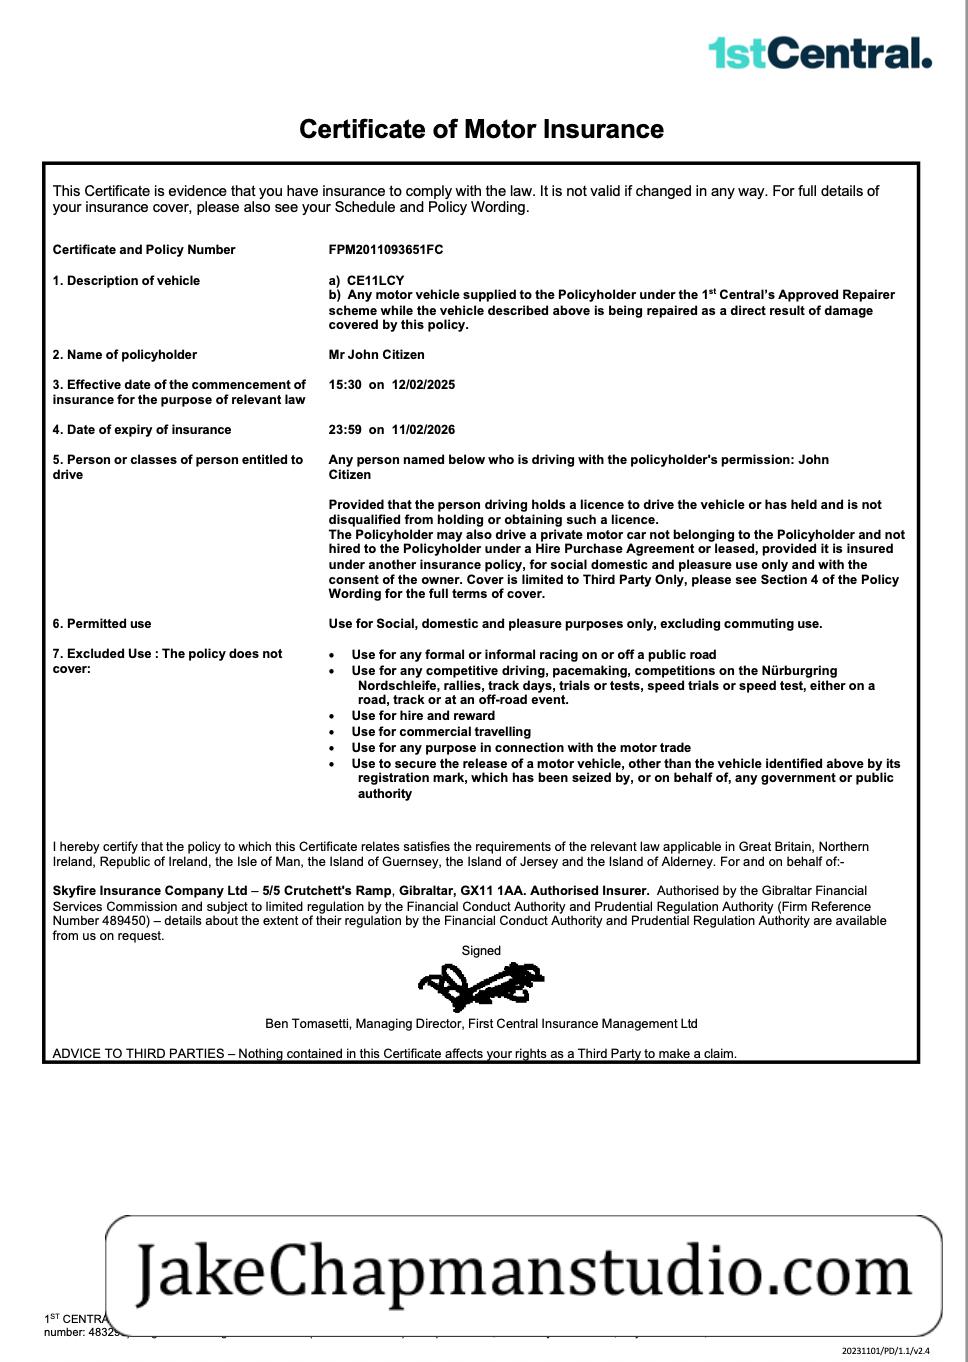 1stCentral.
Certificate of Motor Insurance
This Certificate is evidence that you have insurance to comply with the law. It is not valid if changed in any way. For full details of
your insurance cover, please also see your Schedule and Policy Wording.
Certificate and Policy Number FPM2011093651FC
1. Description of vehicle a) CE11LCY
b) Any motor vehicle supplied to the Policyholder under the 1st Central's Approved Repairer
scheme while the vehicle described above is being repaired as a direct result of damage
covered by this policy.
2. Name of policyholder Mr John Citizen
3. Effective date of the commencement of 15:30 on 12/02/2025
insurance for the purpose of relevant law
4. Date of expiry of insurance 23:59 on 11/02/2026
5. Person or classes of person entitled to Any person named below who is driving with the policyholder's permission: John
drive Citizen
Provided that the person driving holds a licence to drive the vehicle or has held and is not
disqualified from holding or obtaining such a licence.
The Policyholder may also drive a private motor car not belonging to the Policyholder and not
hired to the Policyholder under a Hire Purchase Agreement or leased, provided it is insured
under another insurance policy, for social domestic and pleasure use only and with the
consent of the owner. Cover is limited to Third Party Only, please see Section 4 of the Policy
Wording for the full terms of cover.
6. Permitted use Use for Social, domestic and pleasure purposes only, excluding commuting use.
7. Excluded Use : The policy does not • Use for any formal or informal racing on or off a public road
cover: • Use for any competitive driving, pacemaking, competitions on the Nürburgring
Nordschleife, rallies, track days, trials or tests, speed trials or speed test, either on a
road, track or at an off-road event.
• Use for hire and reward
• Use for commercial travelling
• Use for any purpose in connection with the motor trade
• Use to secure the release of a motor vehicle, other than the vehicle identified above by its
registration mark, which has been seized by, or on behalf of, any government or public
authority
I hereby certify that the policy to which this Certificate relates satisfies the requirements of the relevant law applicable in Great Britain, Northern
Ireland, Republic of Ireland, the Isle of Man, the Island of Guernsey, the Island of Jersey and the Island of Alderney. For and on behalf of:-
Skyfire Insurance Company Ltd – 5/5 Crutchett's Ramp, Gibraltar, GX11 1AA. Authorised Insurer. Authorised by the Gibraltar Financial
Services Commission and subject to limited regulation by the Financial Conduct Authority and Prudential Regulation Authority (Firm Reference
Number 489450) – details about the extent of their regulation by the Financial Conduct Authority and Prudential Regulation Authority are available
from us on request.
Signed
Ben Tomasetti, Managing Director, First Central Insurance Management Ltd
ADVICE TO THIRD PARTIES – Nothing contained in this Certificate affects your rights as a Third Party to make a claim.
JakeChapmanstudio.com
1ST CENTRA
number: 4832
20231101/PD/1.1/v2.4